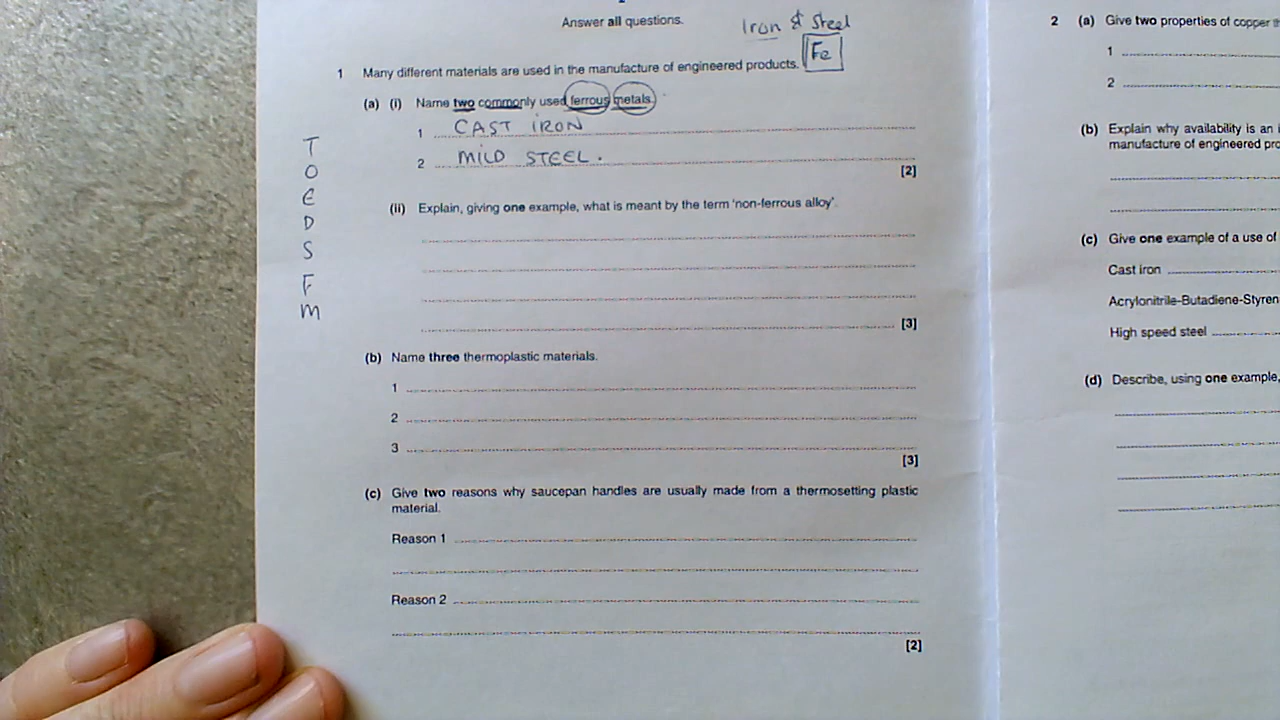 Answer all questions.
Iron & Steel
Fe
1 Many different materials are used in the manufacture of engineered products.
(a) (i) Name two commonly used ferrous metals.
1 CAST IRON
2 MILD STEEL.
[2]
(ii) Explain, giving one example, what is meant by the term 'non-ferrous alloy'.
[3]
(b) Name three thermoplastic materials.
1
2
3
[3]
(c) Give two reasons why saucepan handles are usually made from a thermosetting plastic
material.
Reason 1
Reason 2
[2]
T
O
E
D
S
F
M
2 (a) Give two properties of copper
1
2
(b) Explain why availability is an
manufacture of engineered pro
(c) Give one example of a use of
Cast iron
Acrylonitrile-Butadiene-Styren
High speed steel
(d) Describe, using one example,